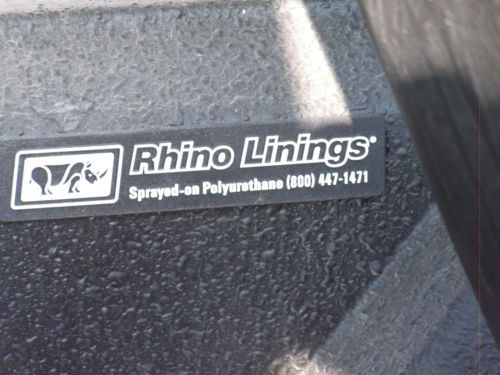 Rhino Linings®
Sprayed-on Polyurethane (800) 447-1471